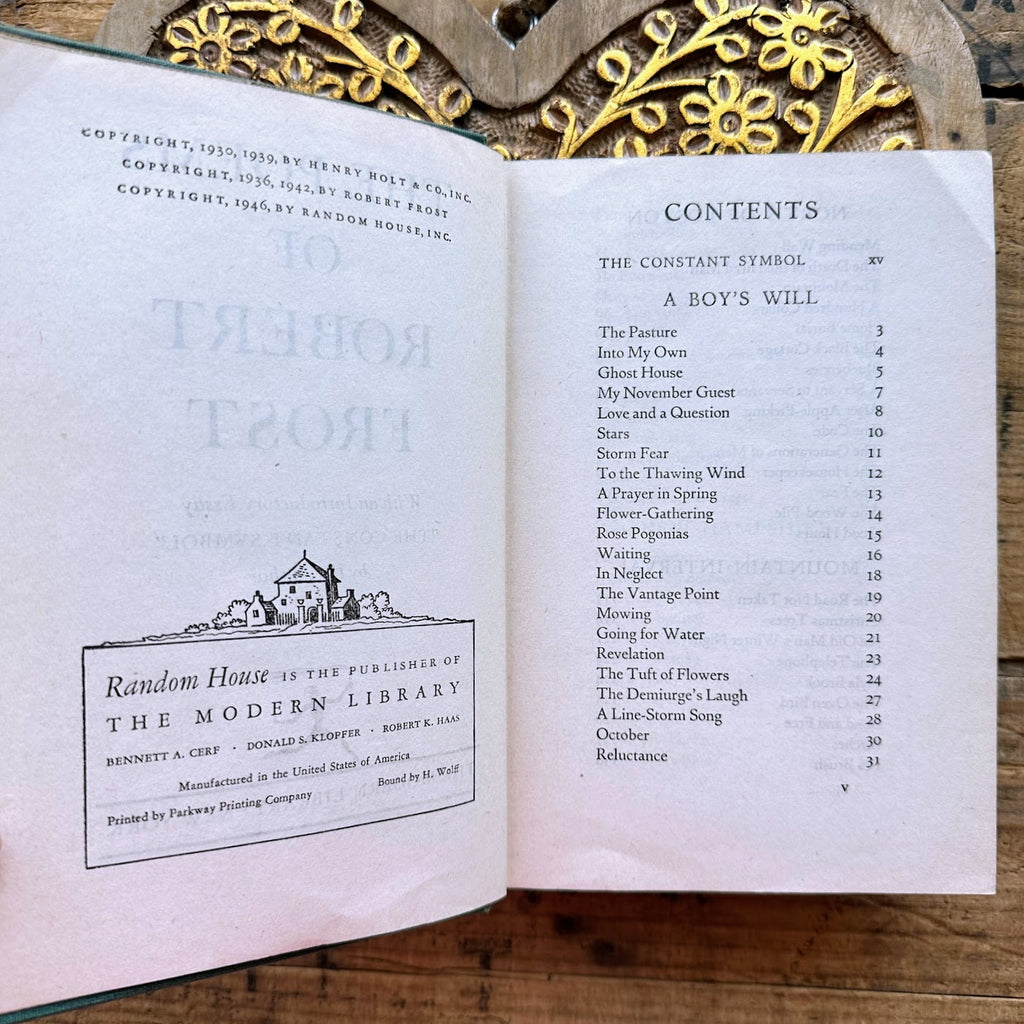 COPYRIGHT, 1930, 1939, BY HENRY HOLT & CO., INC.
COPYRIGHT, 1936, 1942, BY ROBERT FROST
COPYRIGHT, 1946, BY RANDOM HOUSE, INC.
OF
ROBERT
FROST
Random House IS THE PUBLISHER OF
THE MODERN LIBRARY
BENNETT A. CERF · DONALD S. KLOPFER · ROBERT K. HAAS
Manufactured in the United States of America
Printed by Parkway Printing Company Bound by H. Wolff
CONTENTS
THE CONSTANT SYMBOL xv
A BOY'S WILL
The Pasture 3
Into My Own 4
Ghost House 5
My November Guest 7
Love and a Question 8
Stars 10
Storm Fear 11
To the Thawing Wind 12
A Prayer in Spring 13
Flower-Gathering 14
Rose Pogonias 15
Waiting 16
In Neglect 18
The Vantage Point 19
Mowing 20
Going for Water 21
Revelation 23
The Tuft of Flowers 24
The Demiurge's Laugh 27
A Line-Storm Song 28
October 30
Reluctance 31
v